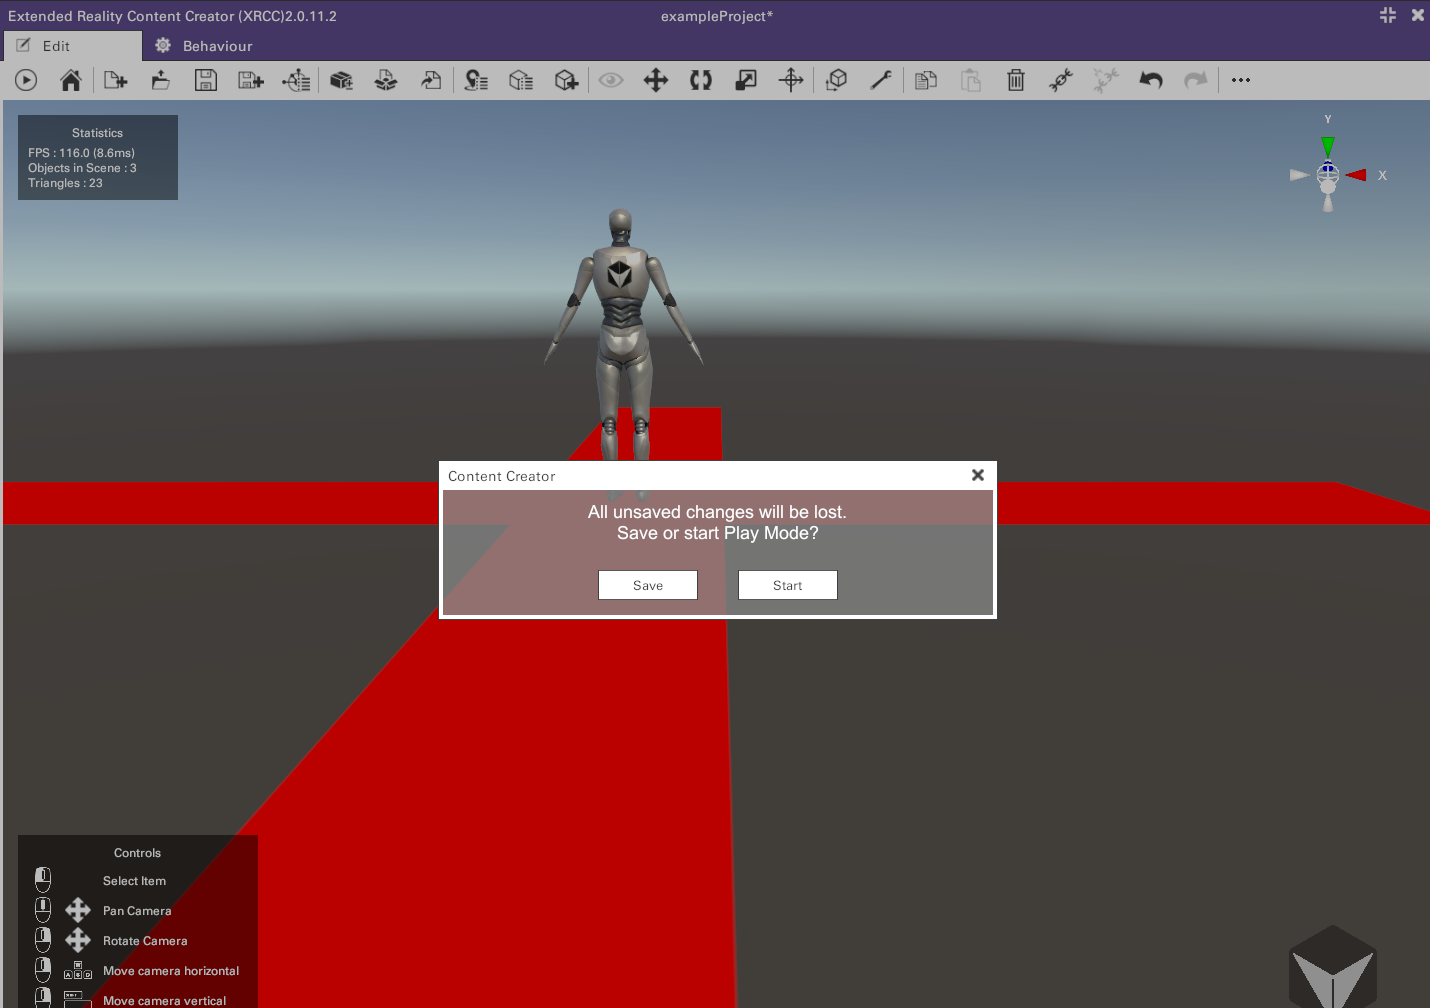 Extended Reality Content Creator (XRCC)2.0.11.2
exampleProject*
Edit
Behaviour
Statistics
FPS : 116.0 (8.6ms)
Objects in Scene : 3
Triangles : 23
Y
X
Content Creator
All unsaved changes will be lost.
Save or start Play Mode?
Save
Start
Controls
Select Item
Pan Camera
Rotate Camera
A S D
Move camera horizontal
Move camera vertical